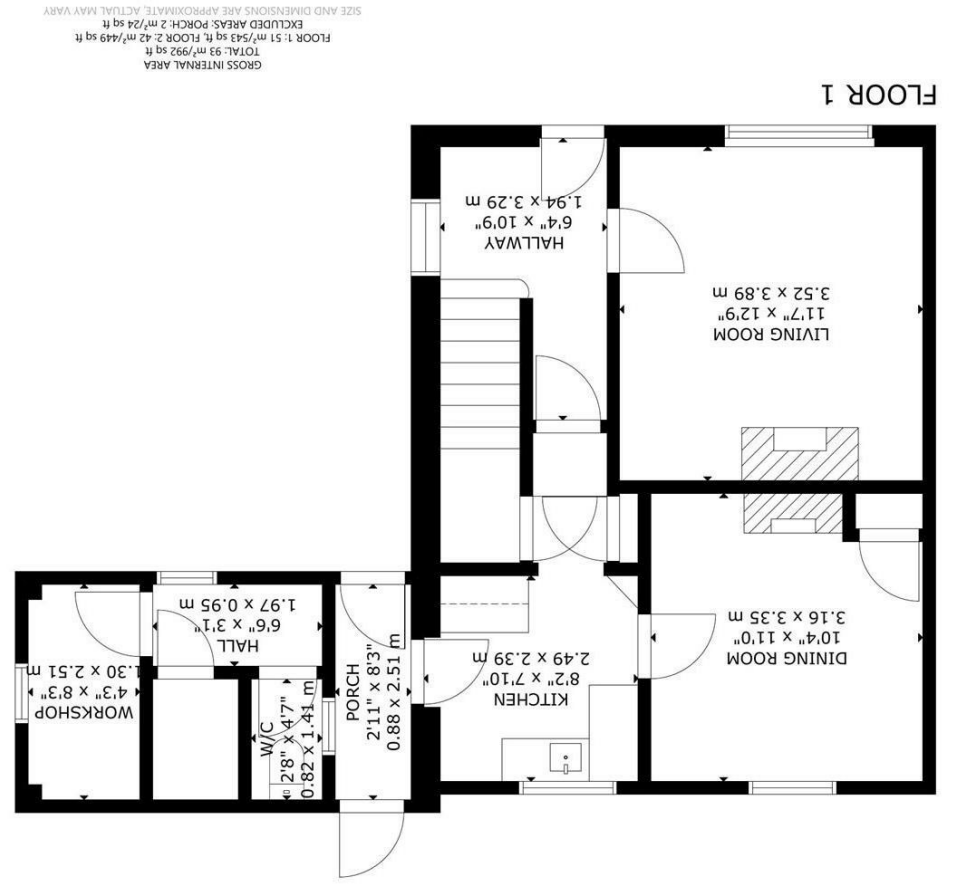 FLOOR 1
GROSS INTERNAL AREA
TOTAL: 93 m²/992 sq ft
FLOOR 1: 51 m²/543 sq ft, FLOOR 2: 42 m²/449 sq ft
EXCLUDED AREAS: PORCH: 2 m²/24 sq ft
SIZE AND DIMENSIONS ARE APPROXIMATE, ACTUAL MAY VARY
HALLWAY
6'4" x 10'9"
1.94 x 3.29 m
LIVING ROOM
11'7" x 12'9"
3.52 x 3.89 m
DINING ROOM
10'4" x 11'0"
3.16 x 3.35 m
KITCHEN
8'2" x 7'10"
2.49 x 2.39 m
PORCH
2'11" x 8'3"
0.88 x 2.51 m
W/C
2'8" x 4'7"
0.82 x 1.41 m
HALL
6'6" x 3'1"
1.97 x 0.95 m
WORKSHOP
4'3" x 8'3"
1.30 x 2.51 m